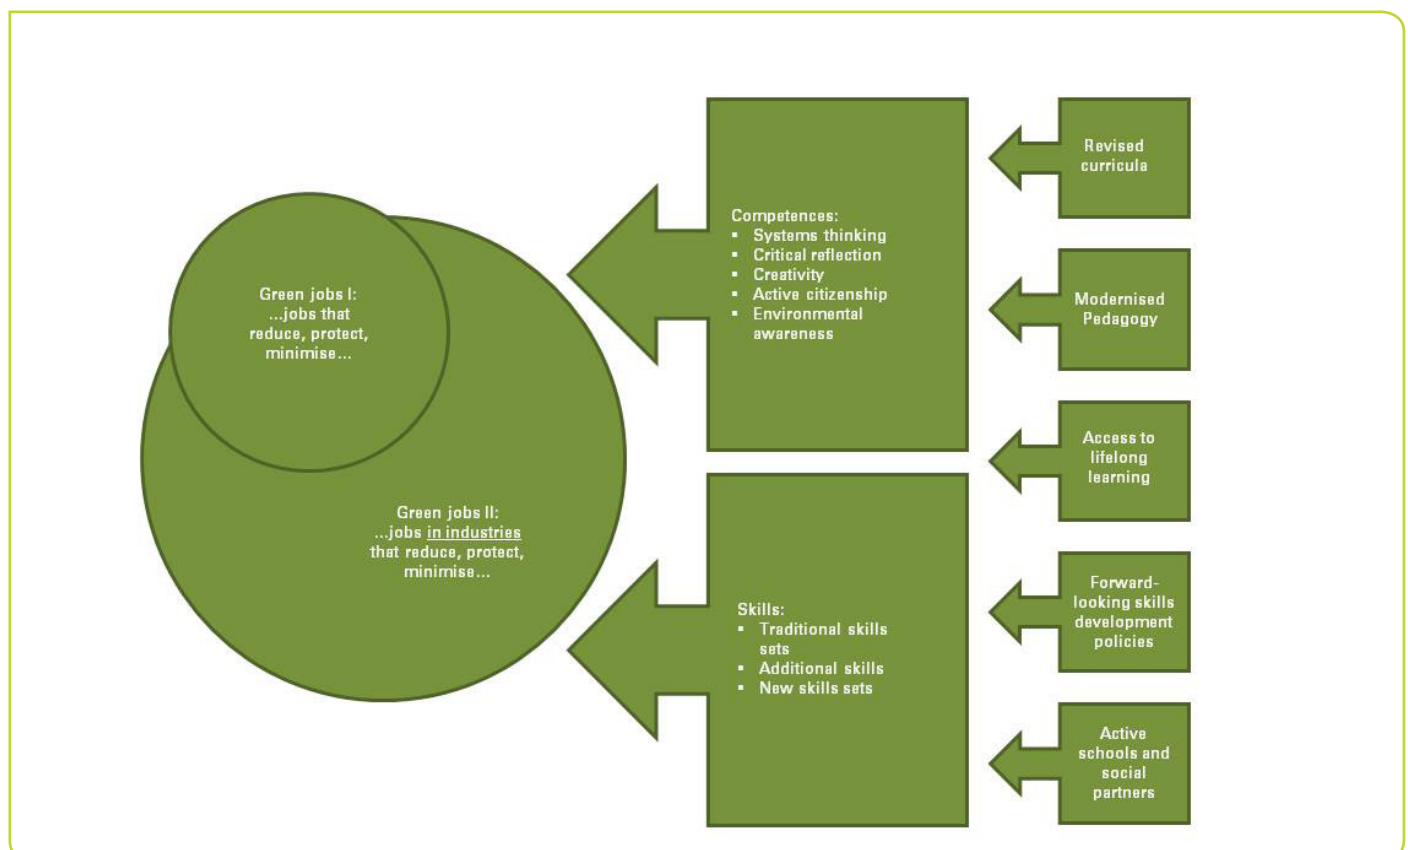 Green jobs I:
...jobs that
reduce, protect,
minimise...
Green jobs II:
...jobs in industries
that reduce, protect,
minimise...
Competences:
▪ Systems thinking
▪ Critical reflection
▪ Creativity
▪ Active citizenship
▪ Environmental
awareness
Skills:
▪ Traditional skills
sets
▪ Additional skills
▪ New skills sets
Revised
curricula
Modernised
Pedagogy
Access to
lifelong
learning
Forward-
looking skills
development
policies
Active
schools and
social
partners